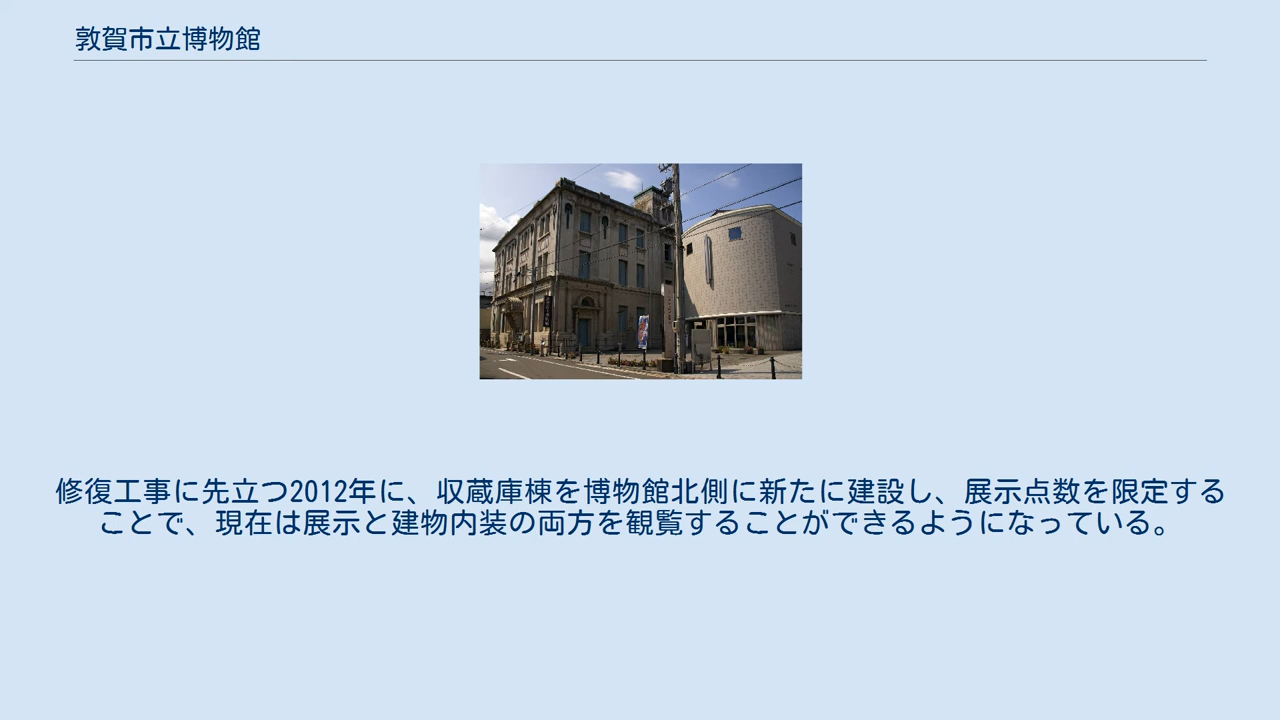 敦賀市立博物館
修復工事に先立つ2012年に、収蔵庫棟を博物館北側に新たに建設し、展示点数を限定する
ことで、現在は展示と建物内装の両方を観覧することができるようになっている。